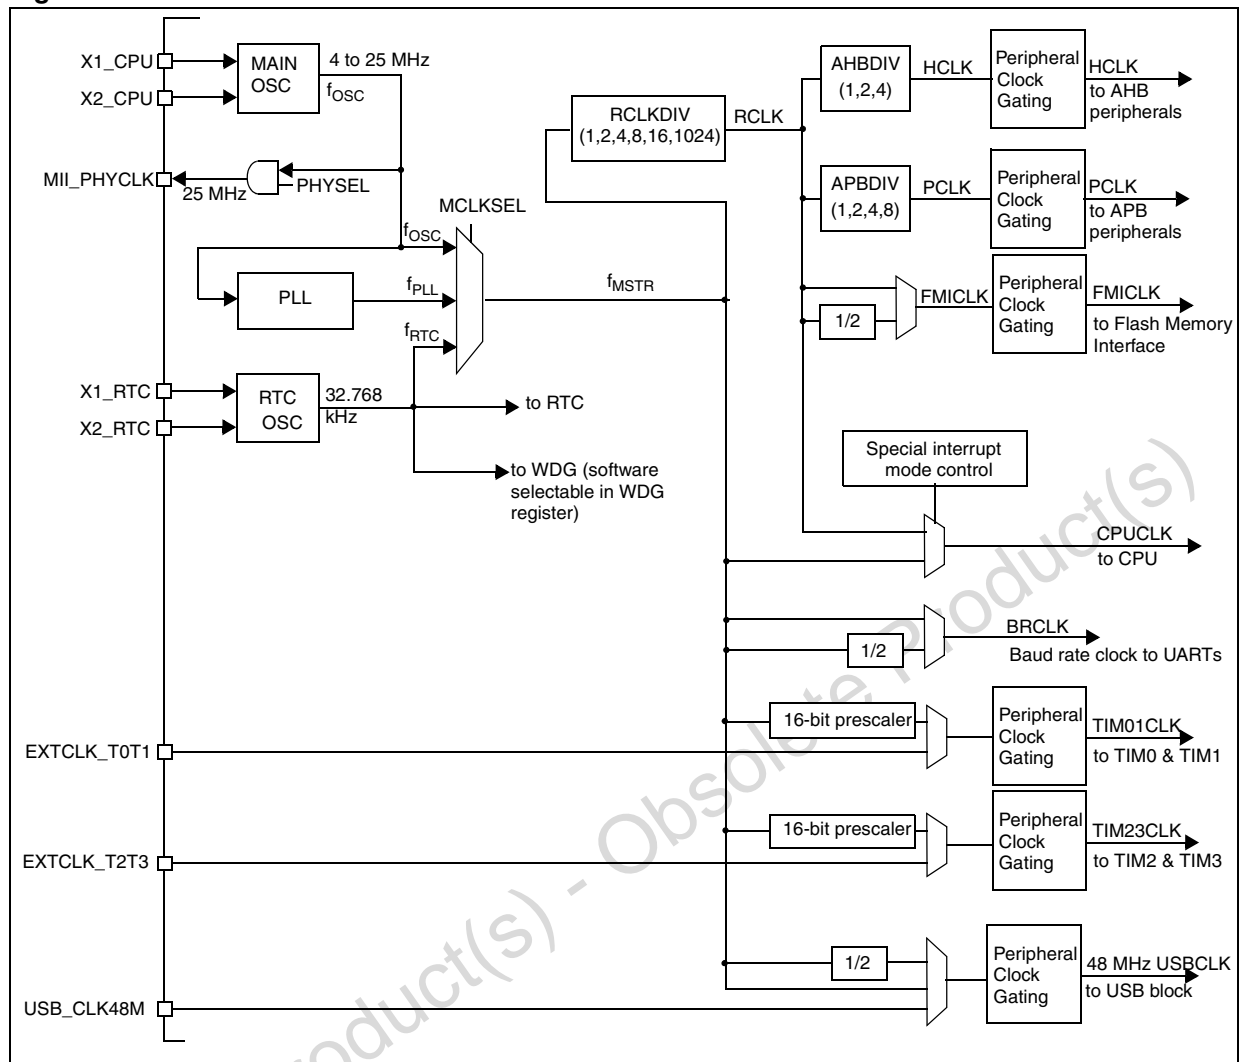 X1_CPU
X2_CPU
MAIN
OSC
4 to 25 MHz
fOSC
MII_PHYCLK
25 MHz
PHYSEL
MCLKSEL
fOSC
PLL
fPLL
fRTC
fMSTR
X1_RTC
X2_RTC
RTC
OSC
32.768
kHz
to RTC
to WDG (software
selectable in WDG
register)
RCLKDIV
(1,2,4,8,16,1024)
RCLK
AHBDIV
(1,2,4)
HCLK
Peripheral
Clock
Gating
HCLK
to AHB
peripherals
APBDIV
(1,2,4,8)
PCLK
Peripheral
Clock
Gating
PCLK
to APB
peripherals
1/2
FMICLK
Peripheral
Clock
Gating
FMICLK
to Flash Memory
Interface
Special interrupt
mode control
CPUCLK
to CPU
1/2
BRCLK
Baud rate clock to UARTs
EXTCLK_T0T1
16-bit prescaler
Peripheral
Clock
Gating
TIM01CLK
to TIM0 & TIM1
EXTCLK_T2T3
16-bit prescaler
Peripheral
Clock
Gating
TIM23CLK
to TIM2 & TIM3
USB_CLK48M
1/2
Peripheral
Clock
Gating
48 MHz USBCLK
to USB block
roduct(s) - Obsolete Product(s)